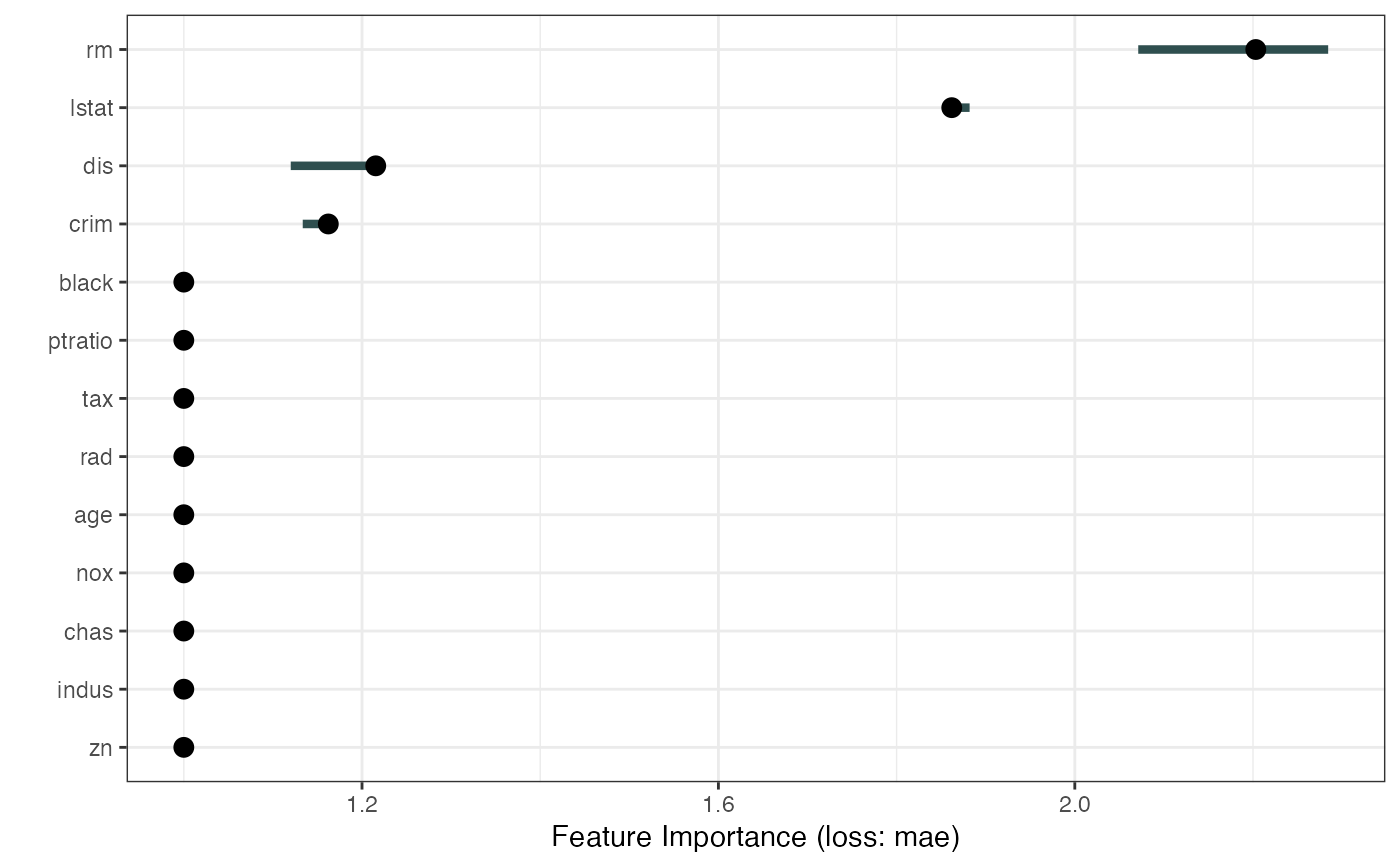 rm
lstat
dis
crim
black
ptratio
tax
rad
age
nox
chas
indus
zn
1.2 1.6 2.0
Feature Importance (loss: mae)